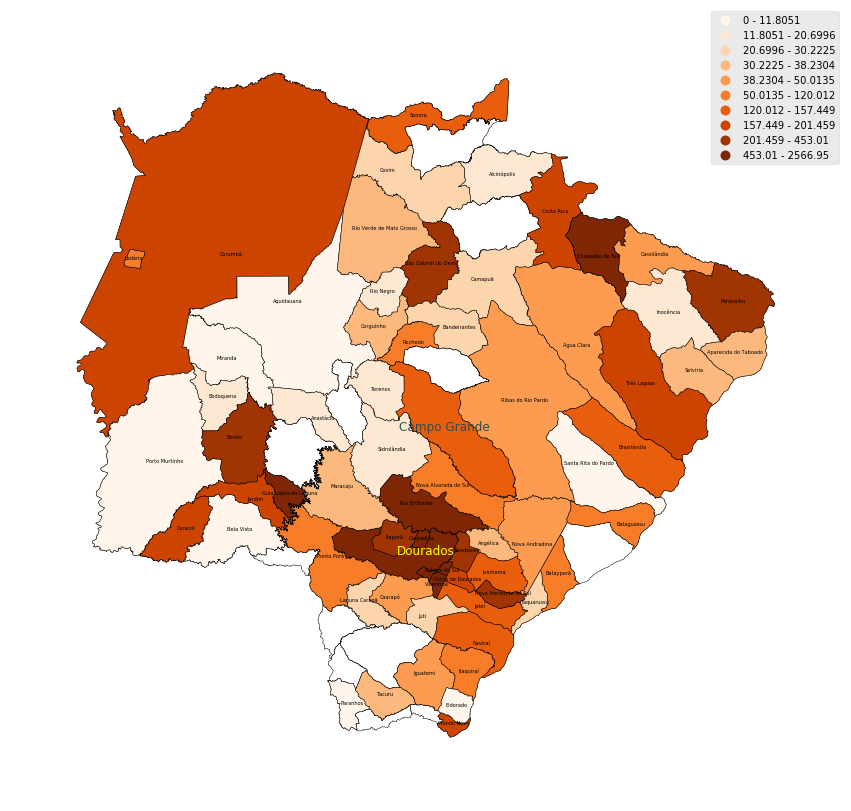 0 - 11.8051
11.8051 - 20.6996
20.6996 - 30.2225
30.2225 - 38.2304
38.2304 - 50.0135
50.0135 - 120.012
120.012 - 157.449
157.449 - 201.459
201.459 - 453.01
453.01 - 2566.95
Sonora
Coxim
Alcinópolis
Costa Rica
Rio Verde de Mato Grosso
Corumbá
Ladário
São Gabriel do Oeste
Chapadão do Sul
Cassilândia
Camapuã
Rio Negro
Aquidauana
Paranaíba
Inocência
Corguinho
Bandeirantes
Rochedo
Água Clara
Aparecida do Taboado
Miranda
Selvíria
Três Lagoas
Bodoquena
Terenos
Ribas do Rio Pardo
Anastácio
Campo Grande
Bonito
Brasilândia
Sidrolândia
Porto Murtinho
Santa Rita do Pardo
Maracaju
Nova Alvorada do Sul
Guia Lopes da Laguna
Jardim
Rio Brilhante
Bataguassu
Caracol
Bela Vista
Itaporã
Angélica
Nova Andradina
Dourados
Ponta Porã
Ivinhema
Batayporã
Glória de Dourados
Novo Horizonte do Sul
Caarapó
Laguna Carapã
Taquarussu
Jateí
Juti
Naviraí
Iguatemi
Itaquiraí
Tacuru
Paranhos
Eldorado
Mundo Novo